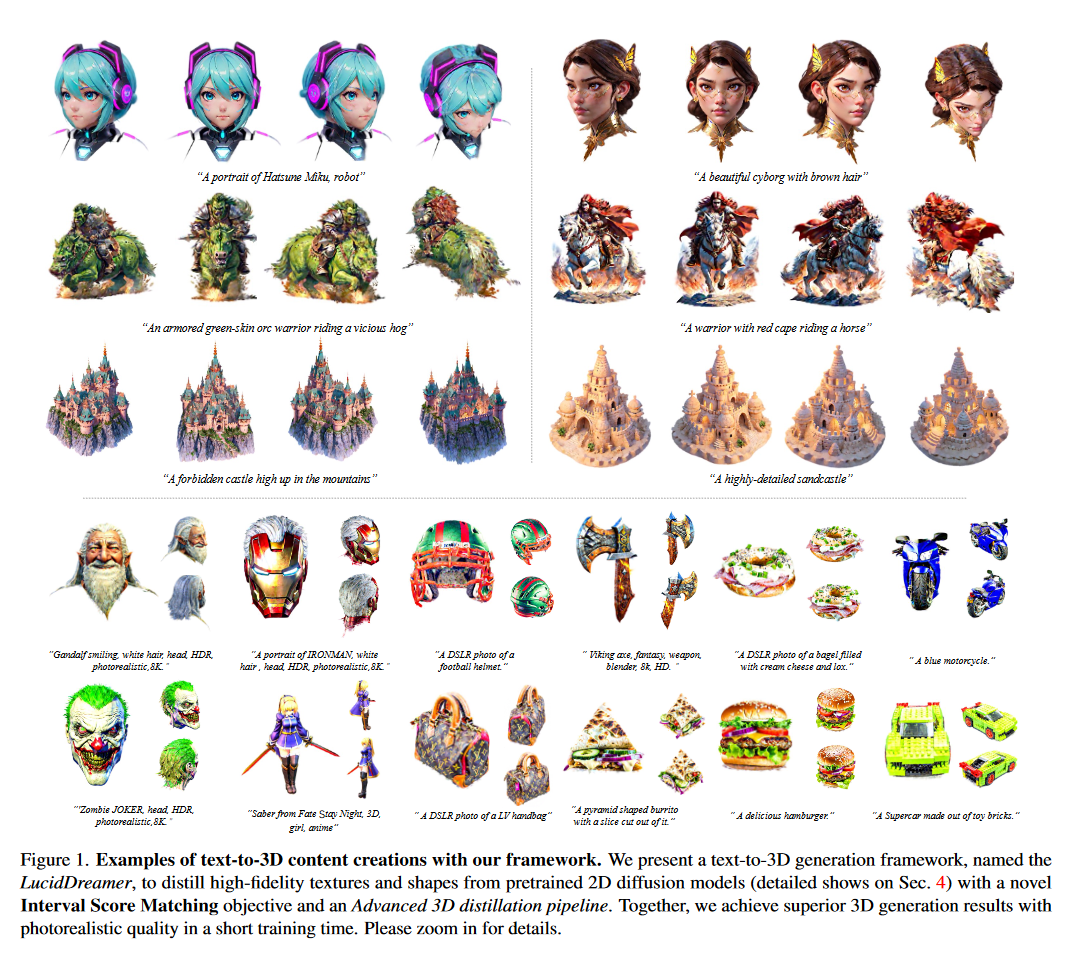 "A portrait of Hatsune Miku, robot"
"A beautiful cyborg with brown hair"
"An armored green-skin orc warrior riding a vicious hog"
"A warrior with red cape riding a horse"
"A forbidden castle high up in the mountains"
"A highly-detailed sandcastle"
"Gandalf smiling, white hair, head, HDR,
photorealistic,8K."
"A portrait of IRONMAN, white
hair , head, HDR, photorealistic,8K."
"A DSLR photo of a
football helmet."
" Viking axe, fantasy, weapon,
blender, 8k, HD. "
"A DSLR photo of a bagel filled
with cream cheese and lox."
" A blue motorcycle."
""Zombie JOKER, head, HDR,
photorealistic,8K."
"Saber from Fate Stay Night, 3D,
girl, anime"
" A DSLR photo of a LV handbag"
"A pyramid shaped burrito
with a slice cut out of it."
" A delicious hamburger."
"A Supercar made out of toy bricks."
Figure 1. Examples of text-to-3D content creations with our framework. We present a text-to-3D generation framework, named the
LucidDreamer, to distill high-fidelity textures and shapes from pretrained 2D diffusion models (detailed shows on Sec. 4) with a novel
Interval Score Matching objective and an Advanced 3D distillation pipeline. Together, we achieve superior 3D generation results with
photorealistic quality in a short training time. Please zoom in for details.